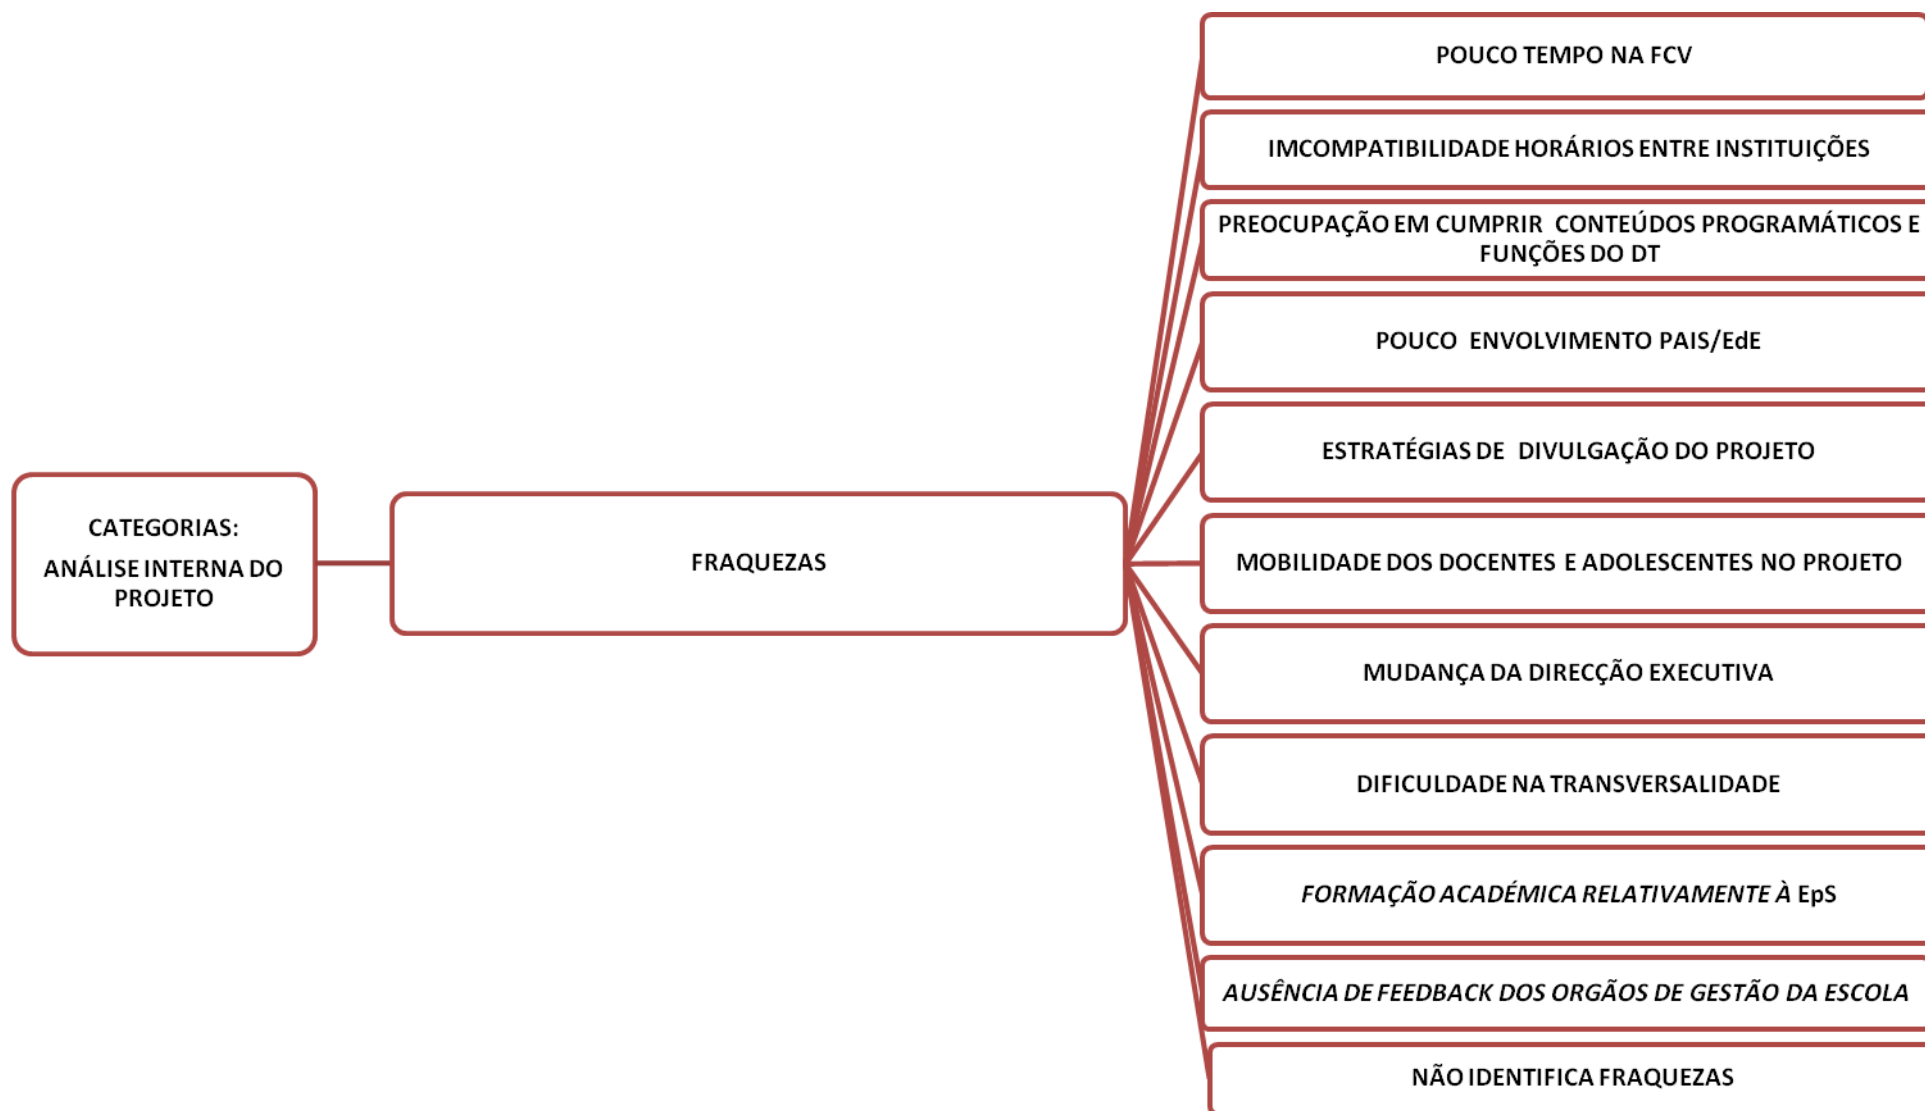 CATEGORIAS:
ANÁLISE INTERNA DO
PROJETO
FRAQUEZAS
POUCO TEMPO NA FCV
IMCOMPATIBILIDADE HORÁRIOS ENTRE INSTITUIÇÕES
PREOCUPAÇÃO EM CUMPRIR CONTEÚDOS PROGRAMÁTICOS E
FUNÇÕES DO DT
POUCO ENVOLVIMENTO PAIS/EdE
ESTRATÉGIAS DE DIVULGAÇÃO DO PROJETO
MOBILIDADE DOS DOCENTES E ADOLESCENTES NO PROJETO
MUDANÇA DA DIRECÇÃO EXECUTIVA
DIFICULDADE NA TRANSVERSALIDADE
FORMAÇÃO ACADÉMICA RELATIVAMENTE À EpS
AUSÊNCIA DE FEEDBACK DOS ORGÃOS DE GESTÃO DA ESCOLA
NÃO IDENTIFICA FRAQUEZAS